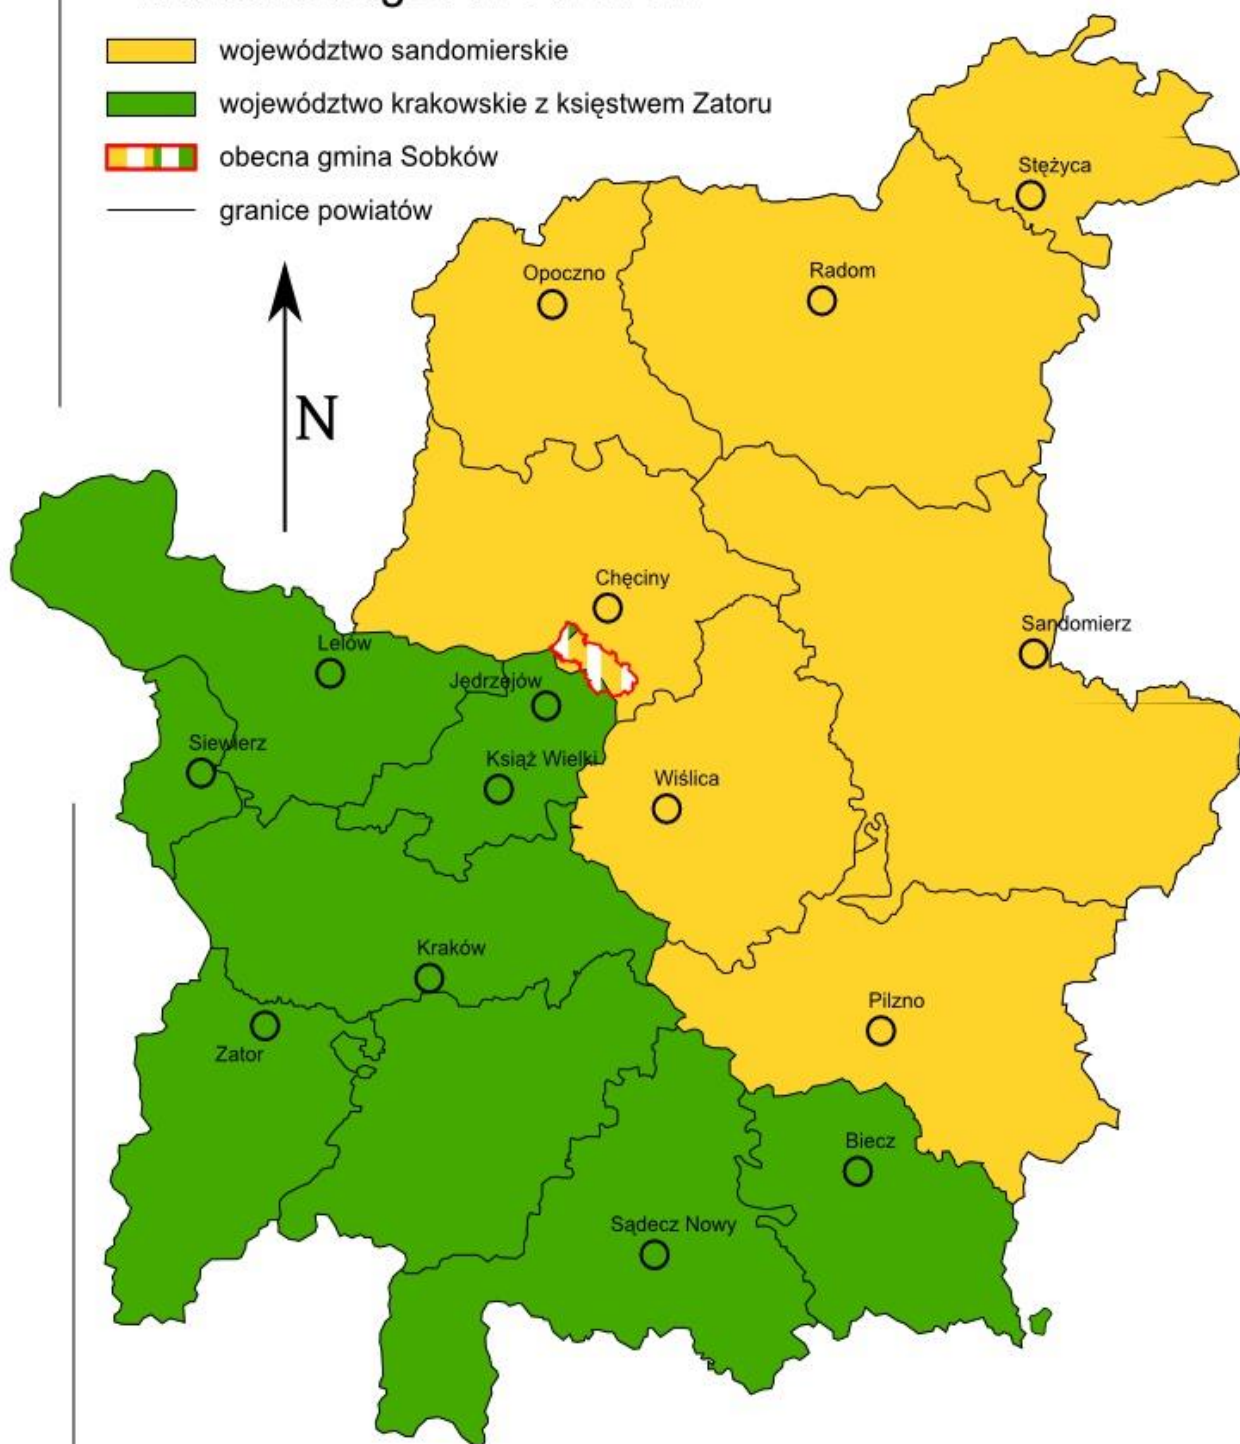 województwo sandomierskie
województwo krakowskie z księstwem Zatoru
obecna gmina Sobków
granice powiatów
N
Stężyca
Opoczno
Radom
Chęciny
Sandomierz
Lelów
Jędrzejów
Siewierz
Książ Wielki
Wiślica
Kraków
Pilzno
Zator
Biecz
Sądecz Nowy